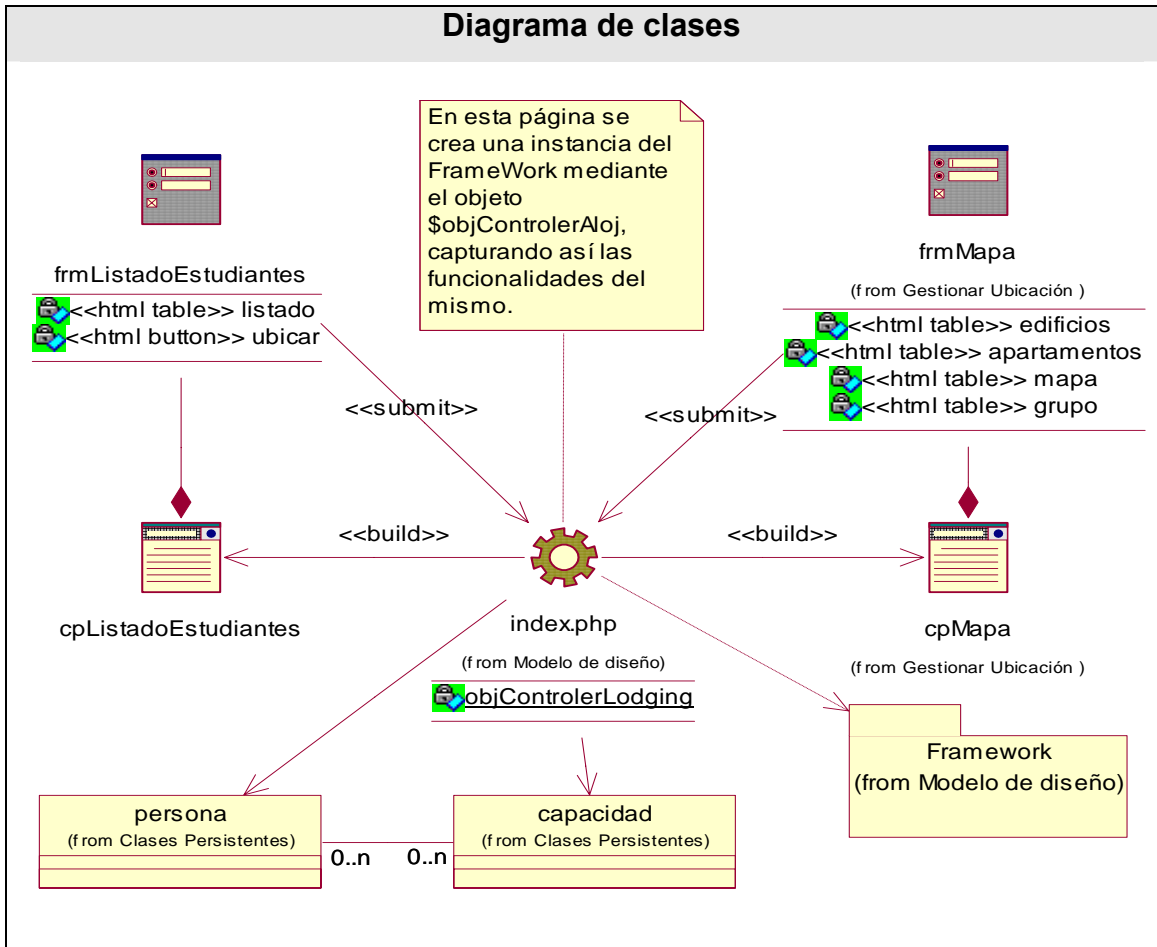 Diagrama de clases
En esta página se
crea una instancia del
FrameWork mediante
el objeto
$objControlerAloj,
capturando así las
funcionalidades del
mismo.
frmListadoEstudiantes
<<html table>> listado
<<html button>> ubicar
frmMapa
(from Gestionar Ubicación )
<<html table>> edificios
<<html table>> apartamentos
<<html table>> mapa
<<html table>> grupo
<<submit>>
<<submit>>
<<build>>
<<build>>
cpListadoEstudiantes
index.php
(from Modelo de diseño)
objControlerLodging
cpMapa
(from Gestionar Ubicación )
Framework
(from Modelo de diseño)
persona
(from Clases Persistentes)
0..n
0..n
capacidad
(from Clases Persistentes)